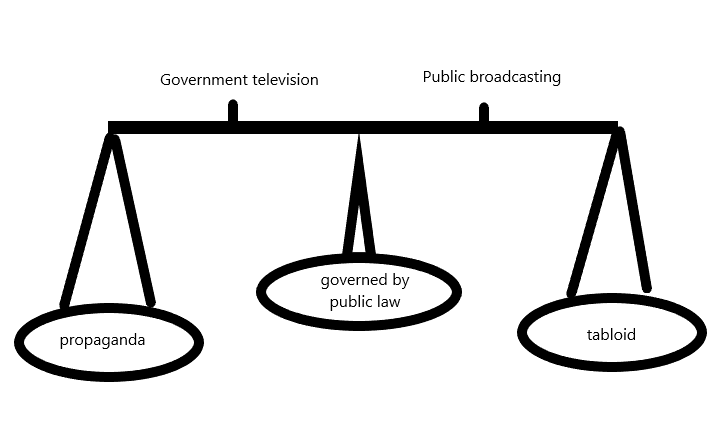 Government television
Public broadcasting
governed by
public law
propaganda
tabloid